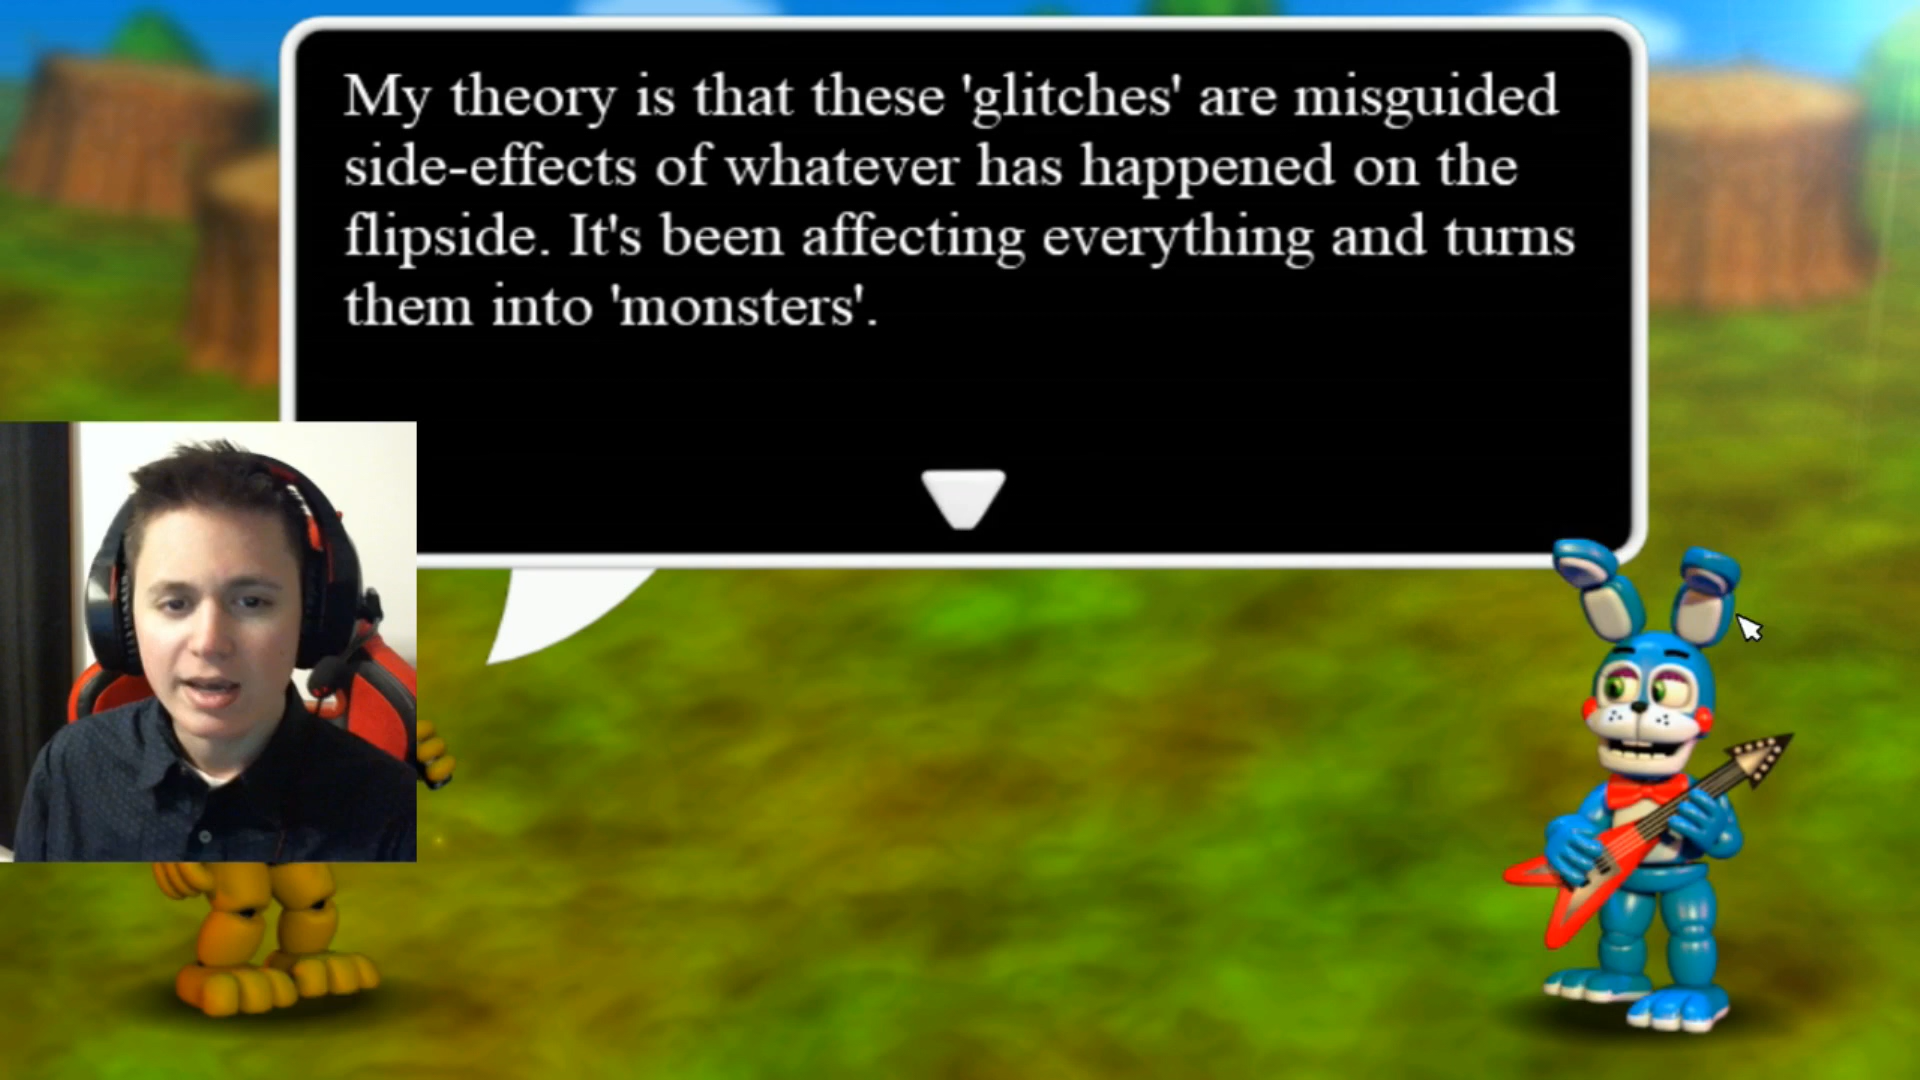 My theory is that these 'glitches' are misguided
side-effects of whatever has happened on the
flipside. It's been affecting everything and turns
them into 'monsters'.